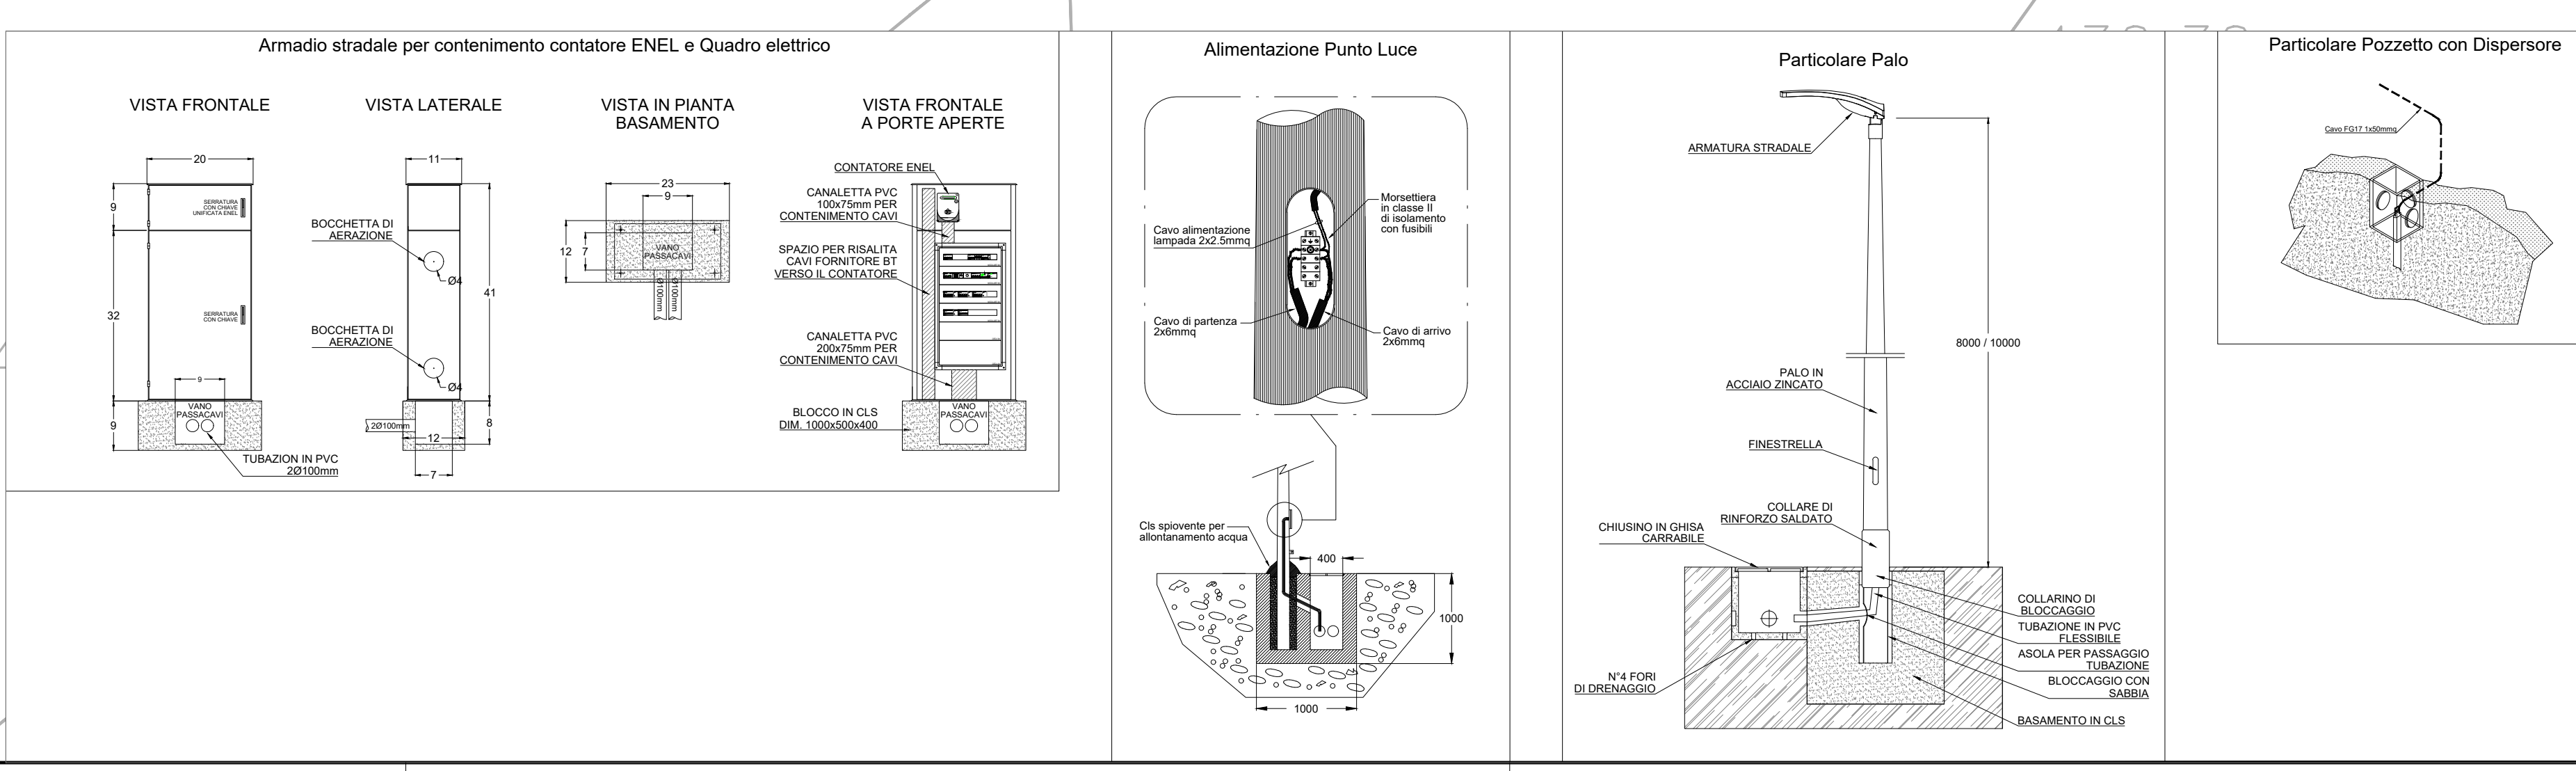 Armadio stradale per contenimento contatore ENEL e Quadro elettrico
VISTA FRONTALE
20
9
32
9
SERRATURA
CON CHIAVE
UNIFICATA ENEL
SERRATURA
CON CHIAVE
9
VANO
PASSACAVI
TUBAZION IN PVC
2Ø100mm
VISTA LATERALE
11
BOCCHETTA DI
AERAZIONE
Ø4
BOCCHETTA DI
AERAZIONE
Ø4
41
8
2Ø100mm
12
7
VISTA IN PIANTA
BASAMENTO
23
9
12
7
VANO
PASSACAVI
Ø100mm
Ø100mm
VISTA FRONTALE
A PORTE APERTE
CONTATORE ENEL
CANALETTA PVC
100x75mm PER
CONTENIMENTO CAVI
SPAZIO PER RISALITA
CAVI FORNITORE BT
VERSO IL CONTATORE
CANALETTA PVC
200x75mm PER
CONTENIMENTO CAVI
BLOCCO IN CLS
DIM. 1000x500x400
VANO
PASSACAVI
Alimentazione Punto Luce
Cavo alimentazione
lampada 2x2.5mmq
Morsettiera
in classe II
di isolamento
con fusibili
Cavo di partenza
2x6mmq
Cavo di arrivo
2x6mmq
Cls spiovente per
allontanamento acqua
400
1000
1000
Particolare Palo
ARMATURA STRADALE
8000 / 10000
PALO IN
ACCIAIO ZINCATO
FINESTRELLA
COLLARE DI
RINFORZO SALDATO
CHIUSINO IN GHISA
CARRABILE
N°4 FORI
DI DRENAGGIO
COLLARINO DI
BLOCCAGGIO
TUBAZIONE IN PVC
FLESSIBILE
ASOLA PER PASSAGGIO
TUBAZIONE
BLOCCAGGIO CON
SABBIA
BASAMENTO IN CLS
Particolare Pozzetto con Dispersore
Cavo FG17 1x50mmq